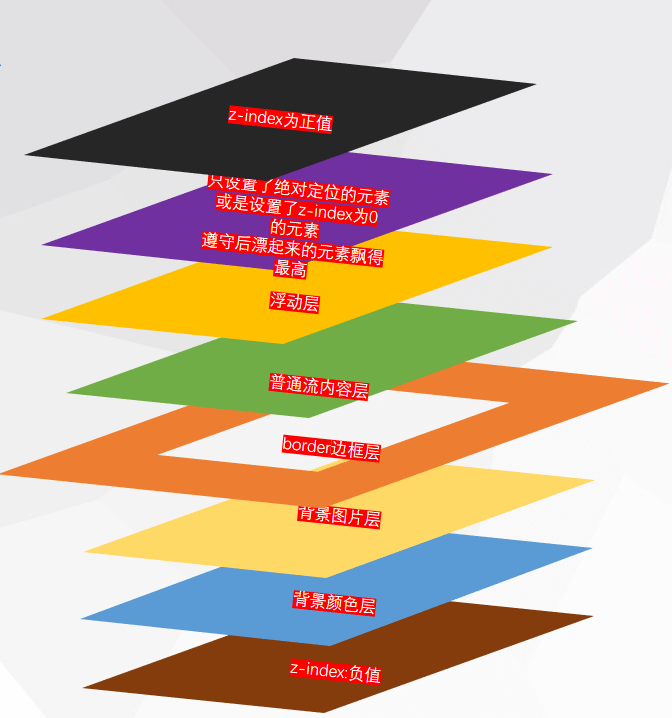 z-index为正值
只设置了绝对定位的元素
或是设置了z-index为0
的元素
遵守后漂起来的元素飘得
最高
浮动层
普通流内容层
border边框层
背景图片层
背景颜色层
z-index:负值